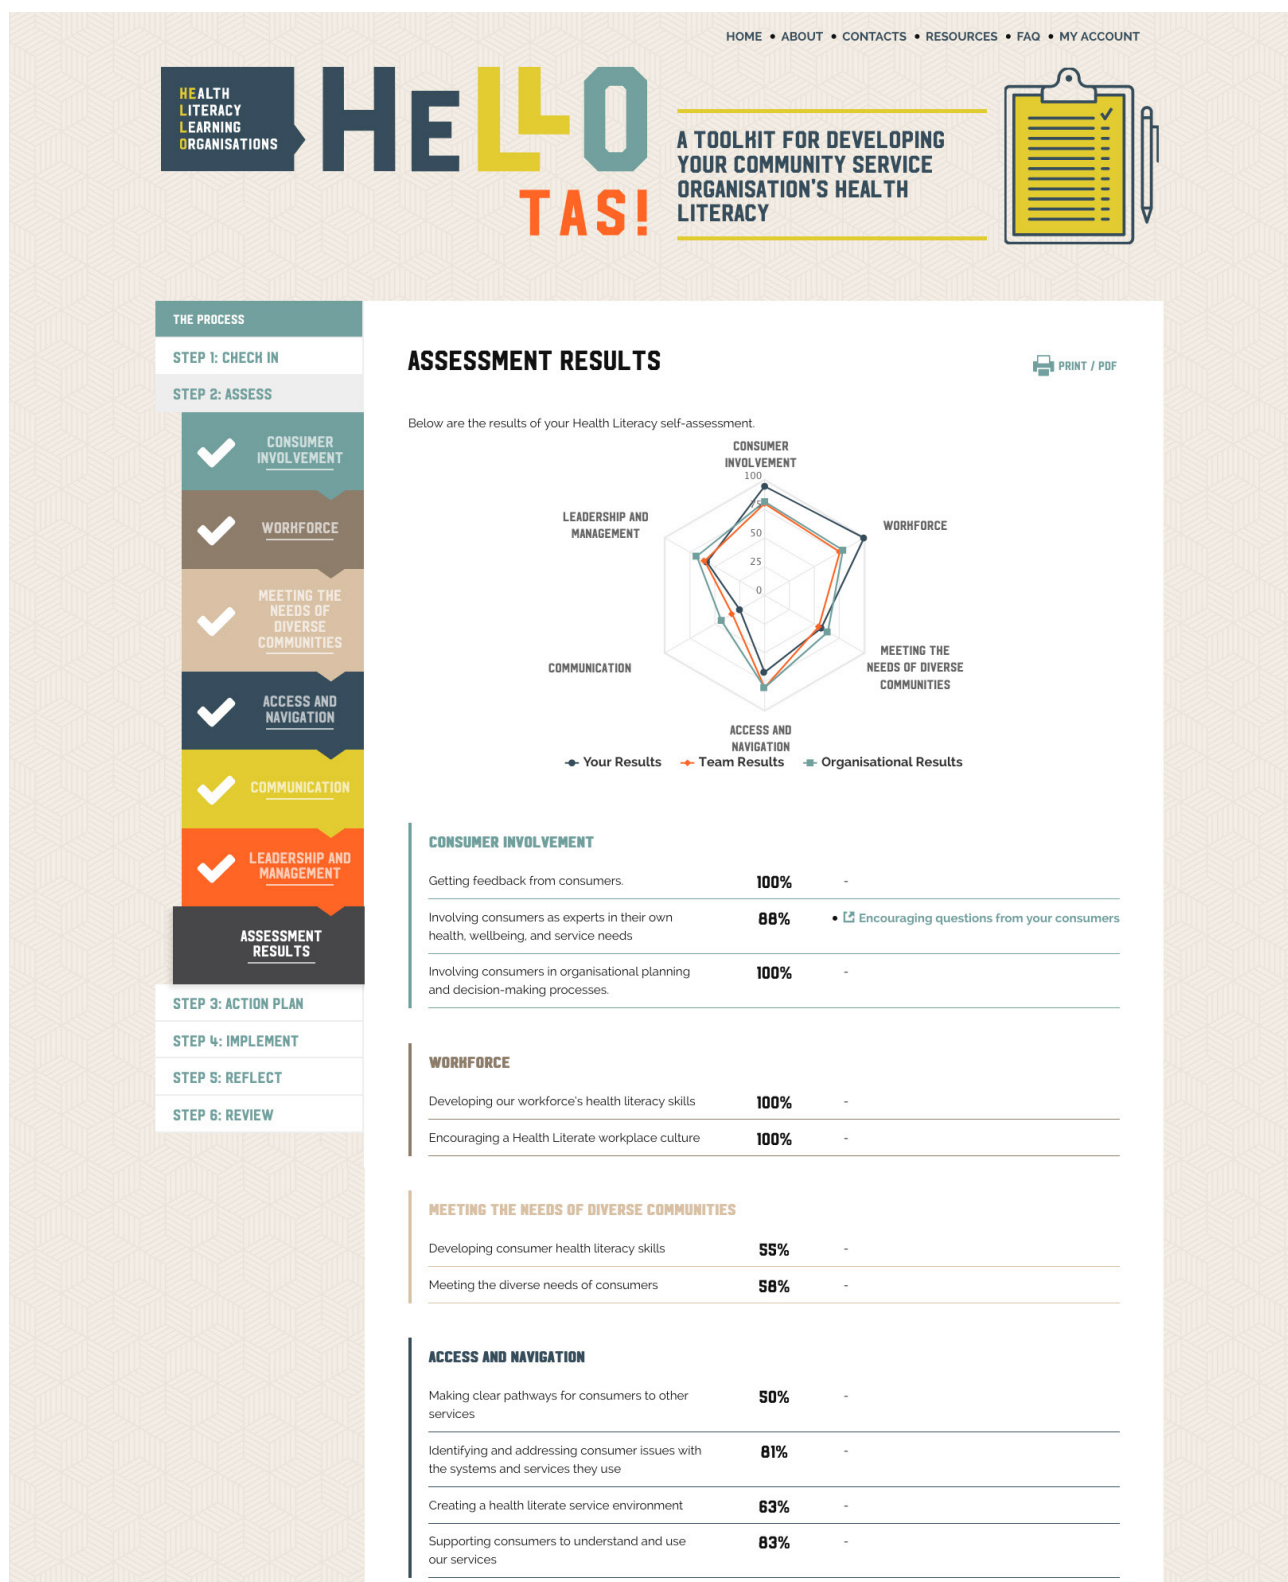 HOME • ABOUT • CONTACTS • RESOURCES • FAQ • MY ACCOUNT
HEALTH
LITERACY
LEARNING
ORGANISATIONS
HELLO
TAS!
A TOOLKIT FOR DEVELOPING
YOUR COMMUNITY SERVICE
ORGANISATION'S HEALTH
LITERACY
THE PROCESS
STEP 1: CHECK IN
STEP 2: ASSESS
CONSUMER
INVOLVEMENT
WORKFORCE
MEETING THE
NEEDS OF
DIVERSE
COMMUNITIES
ACCESS AND
NAVIGATION
COMMUNICATION
LEADERSHIP AND
MANAGEMENT
ASSESSMENT
RESULTS
STEP 3: ACTION PLAN
STEP 4: IMPLEMENT
STEP 5: REFLECT
STEP 6: REVIEW
ASSESSMENT RESULTS
PRINT / PDF
Below are the results of your Health Literacy self-assessment.
CONSUMER
INVOLVEMENT
100
75
50
25
0
LEADERSHIP AND
MANAGEMENT
WORKFORCE
COMMUNICATION
MEETING THE
NEEDS OF DIVERSE
COMMUNITIES
ACCESS AND
NAVIGATION
Your Results Team Results Organisational Results
CONSUMER INVOLVEMENT
Getting feedback from consumers. 100% -
Involving consumers as experts in their own 88% • Encouraging questions from your consumers
health, wellbeing, and service needs
Involving consumers in organisational planning 100% -
and decision-making processes.
WORKFORCE
Developing our workforce's health literacy skills 100% -
Encouraging a Health Literate workplace culture 100% -
MEETING THE NEEDS OF DIVERSE COMMUNITIES
Developing consumer health literacy skills 55% -
Meeting the diverse needs of consumers 58% -
ACCESS AND NAVIGATION
Making clear pathways for consumers to other 50% -
services
Identifying and addressing consumer issues with 81% -
the systems and services they use
Creating a health literate service environment 63% -
Supporting consumers to understand and use 83% -
our services